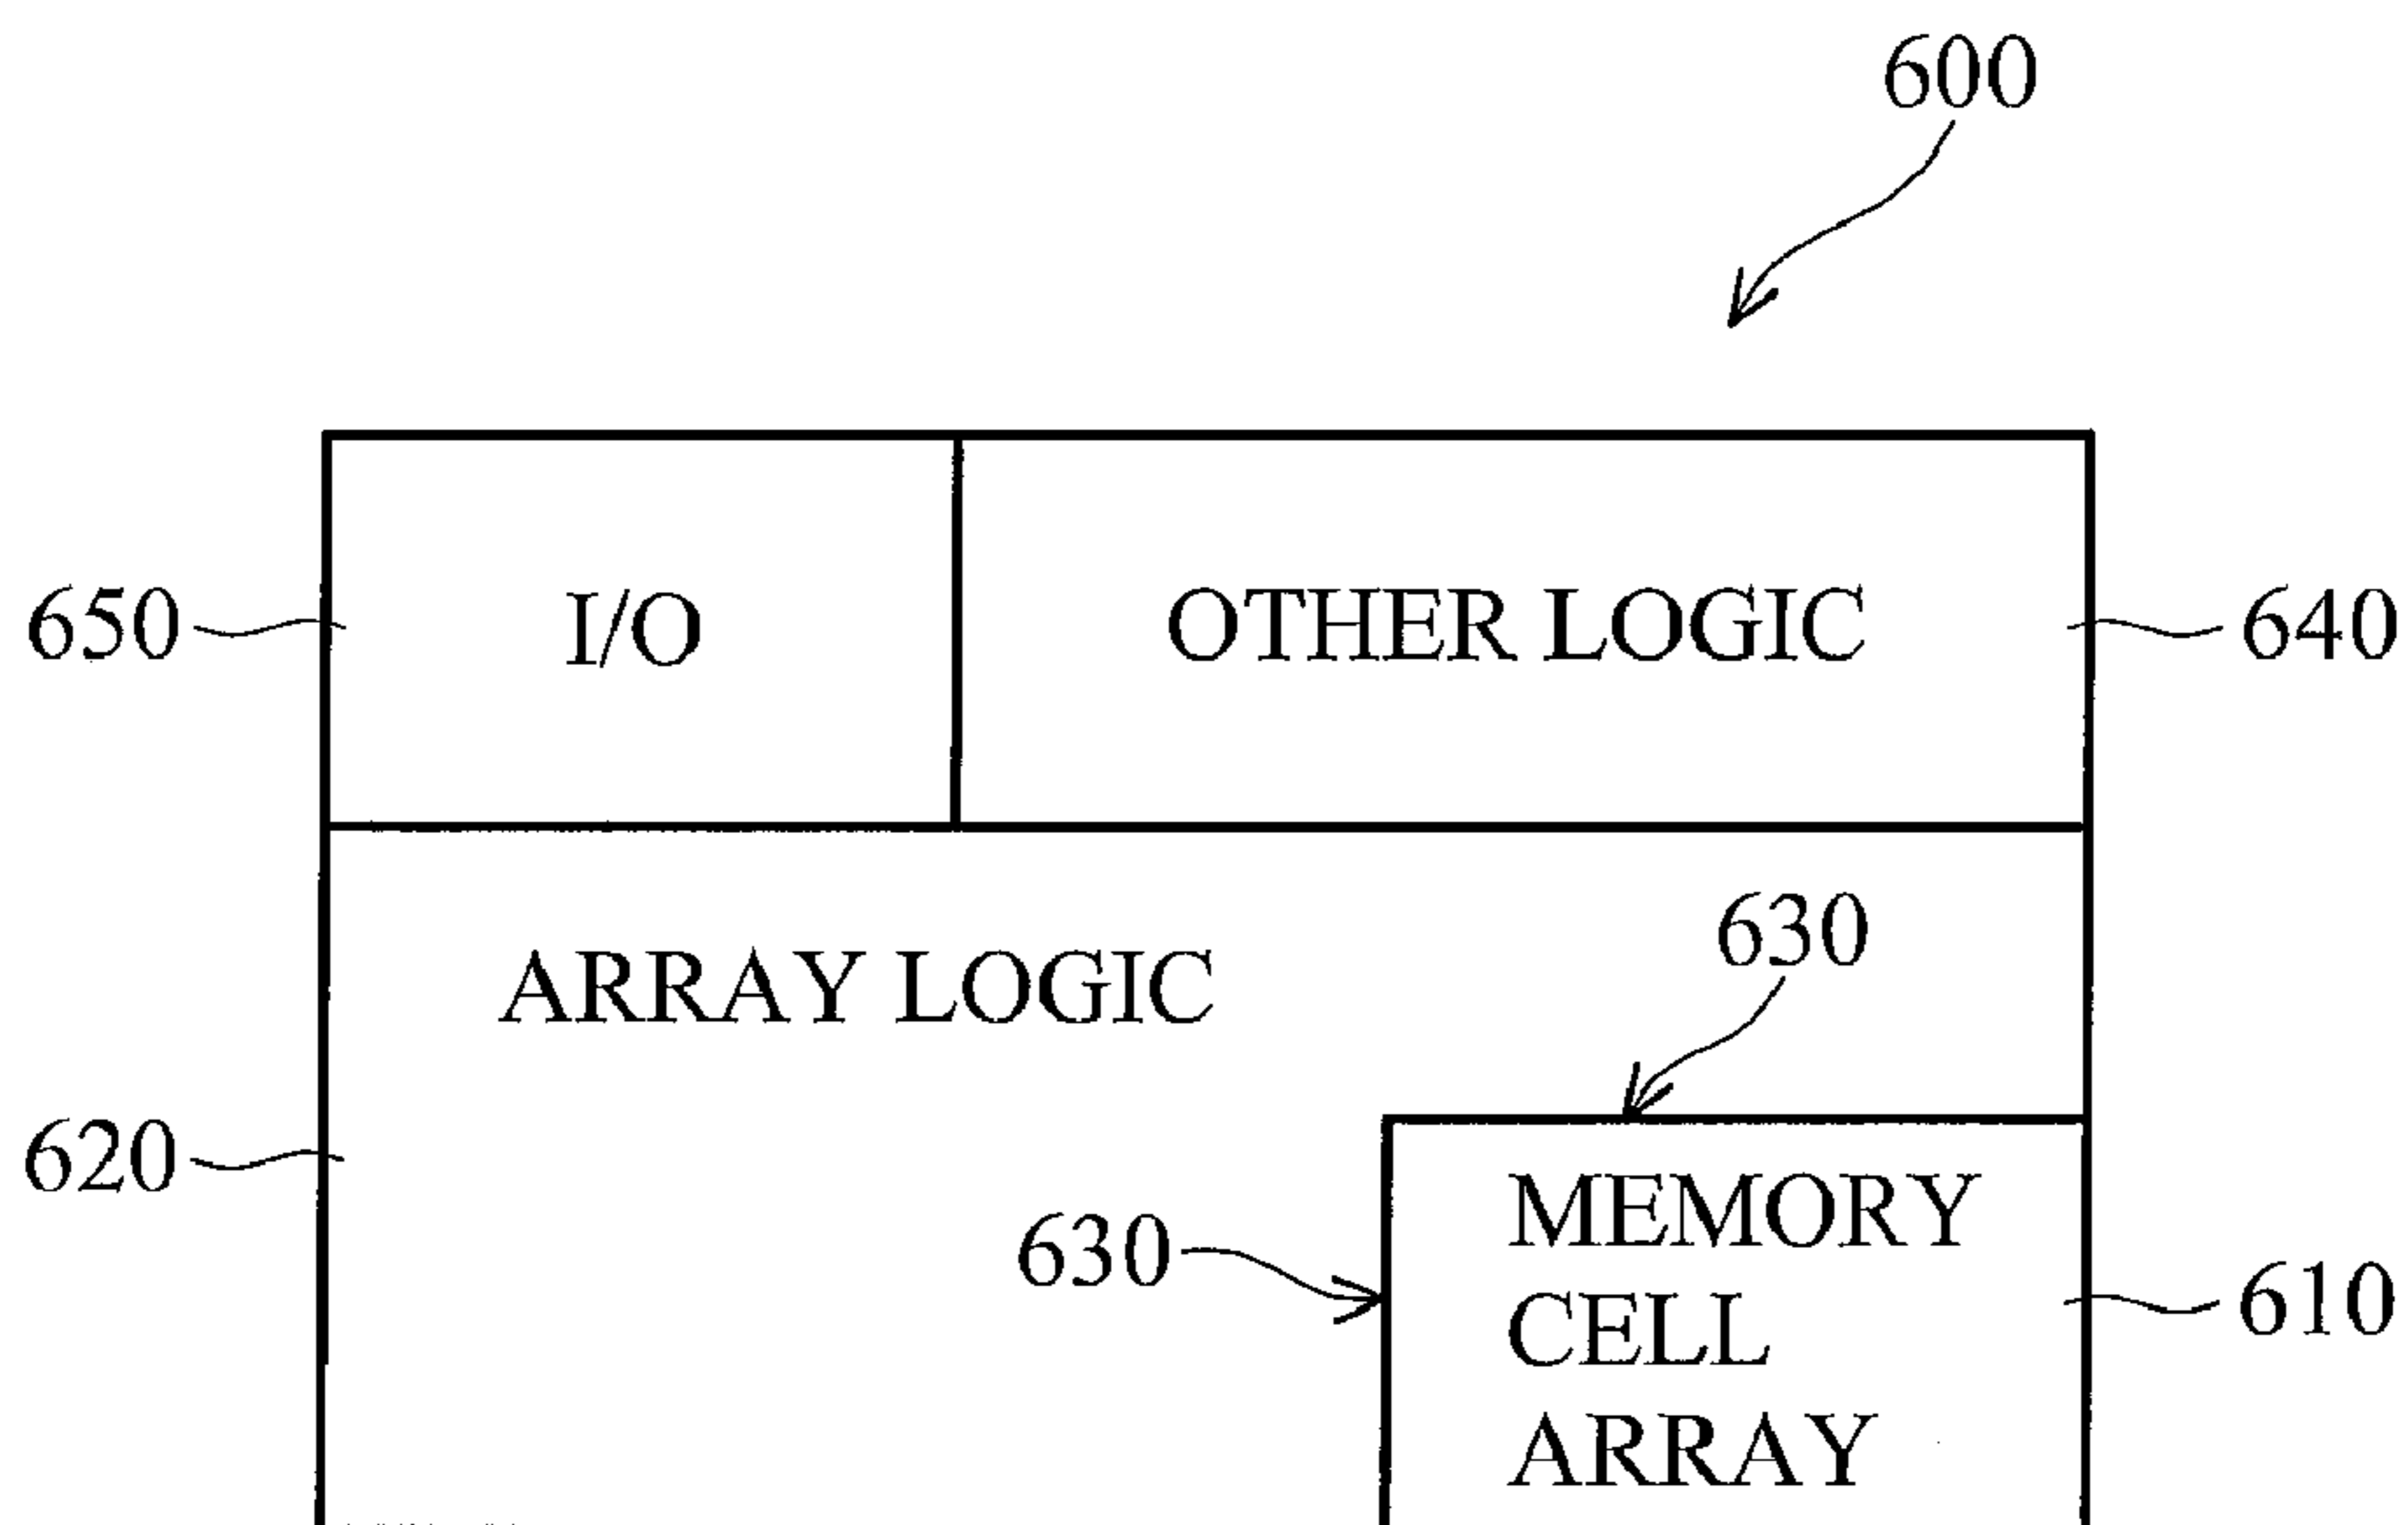 600
650
I/O
OTHER LOGIC
640
630
ARRAY LOGIC
620
MEMORY
630
CELL
610
ARRAY